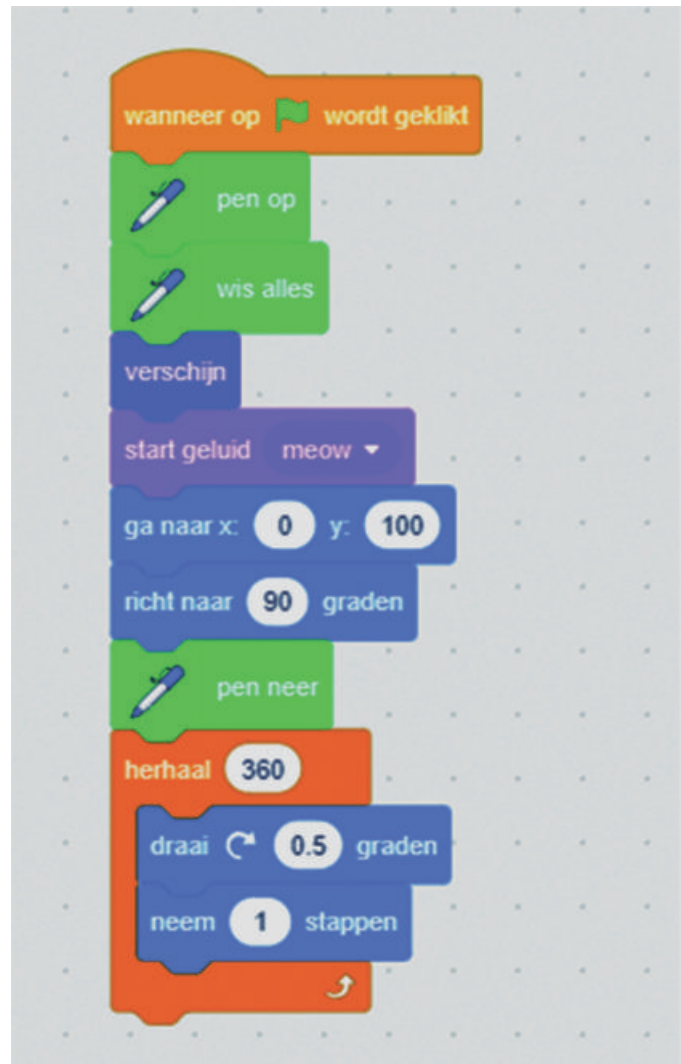 wanneer op wordt geklikt
pen op
wis alles
verschijn
start geluid meow
ga naar x: 0 y: 100
richt naar 90 graden
pen neer
herhaal 360
draai 0.5 graden
neem 1 stappen